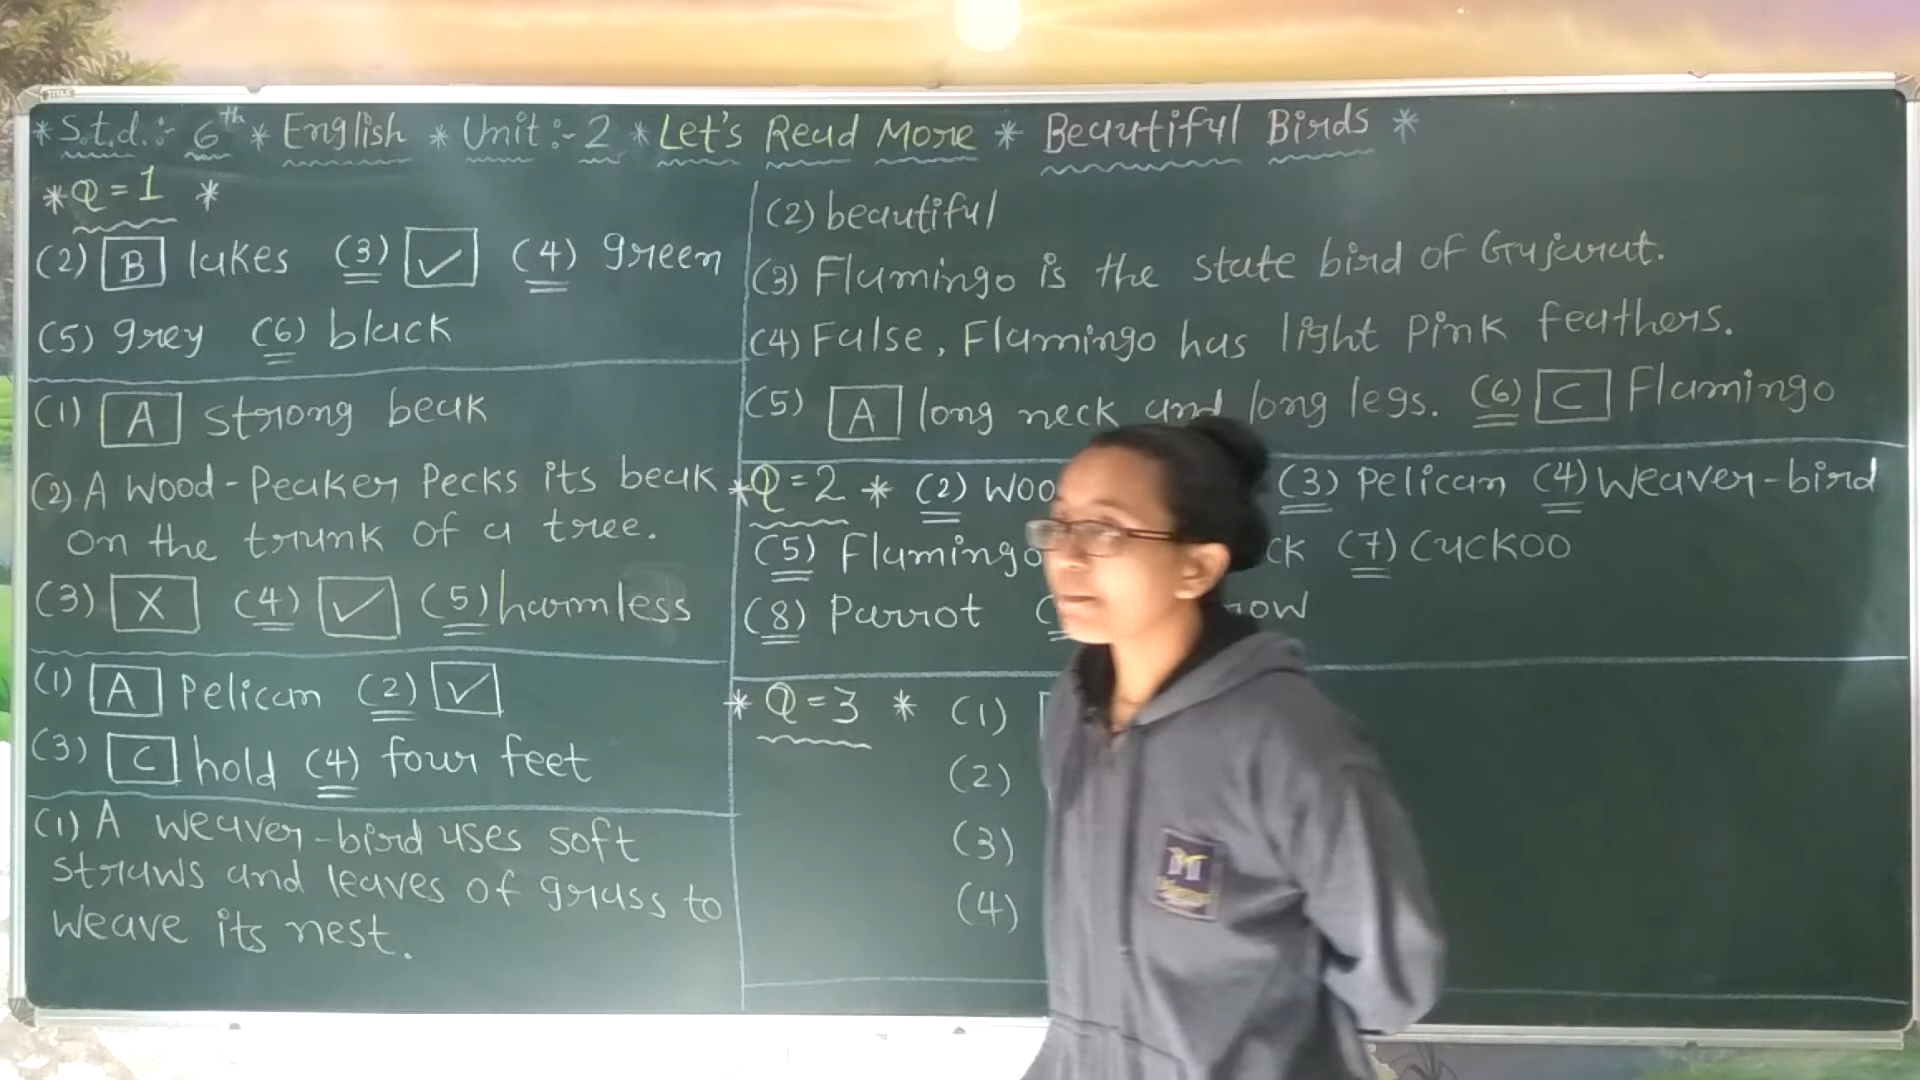 * S.t.d.:- 6th * English * Unit:- 2 * Let's Read More * Beautiful Birds *
* Q=1 *
(2) B lakes (3) ✓ (4) green
(5) grey (6) black
(1) A strong beak
(2) A Wood-Peaker Pecks its beak
on the trunk of a tree.
(3) X (4) ✓ (5) harmless
(1) A Pelican (2) ✓
(3) C hold (4) four feet
(1) A weaver-bird uses soft
straws and leaves of grass to
weave its nest.
(2) beautiful
(3) Flamingo is the state bird of Gujarat.
(4) False, Flamingo has light Pink feathers.
(5) A long neck and long legs. (6) C Flamingo
* Q=2 * (2) (3) Pelican (4) Weaver-bird
(5) Flamingo (7) Cuckoo
(8) Parrot
* Q=3 * (1)
(2)
(3)
(4)